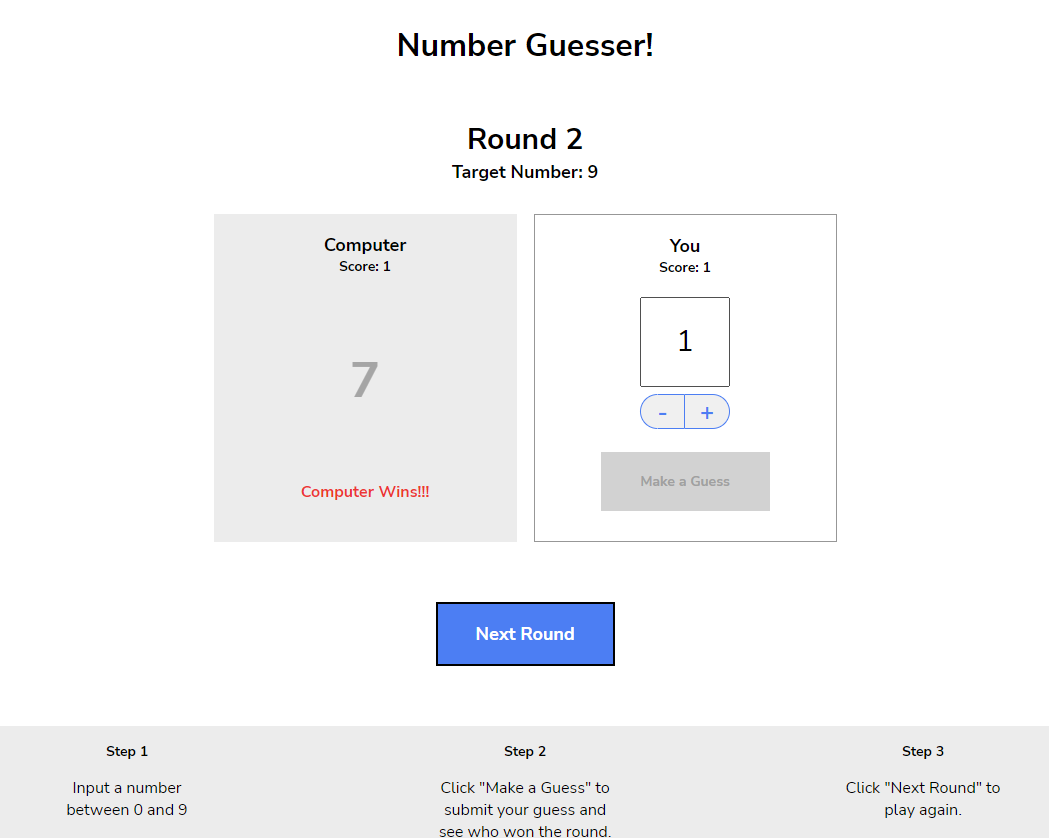 Number Guesser!
Round 2
Target Number: 9
Computer
Score: 1
7
Computer Wins!!!
You
Score: 1
1
- +
Make a Guess
Next Round
Step 1
Input a number
between 0 and 9
Step 2
Click "Make a Guess" to
submit your guess and
see who won the round.
Step 3
Click "Next Round" to
play again.